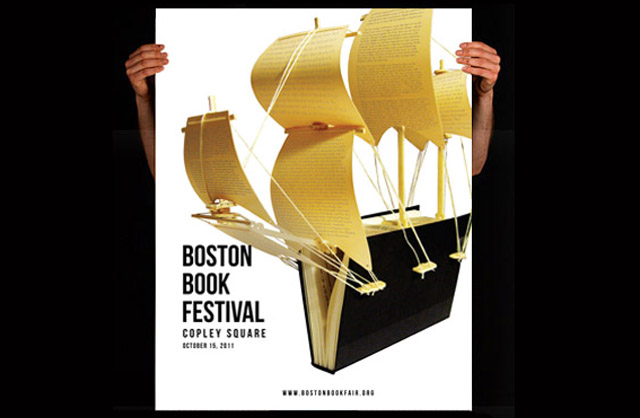 BOSTON
BOOK
FESTIVAL
COPLEY SQUARE
OCTOBER 15, 2011
WWW.BOSTONBOOKFAIR.ORG